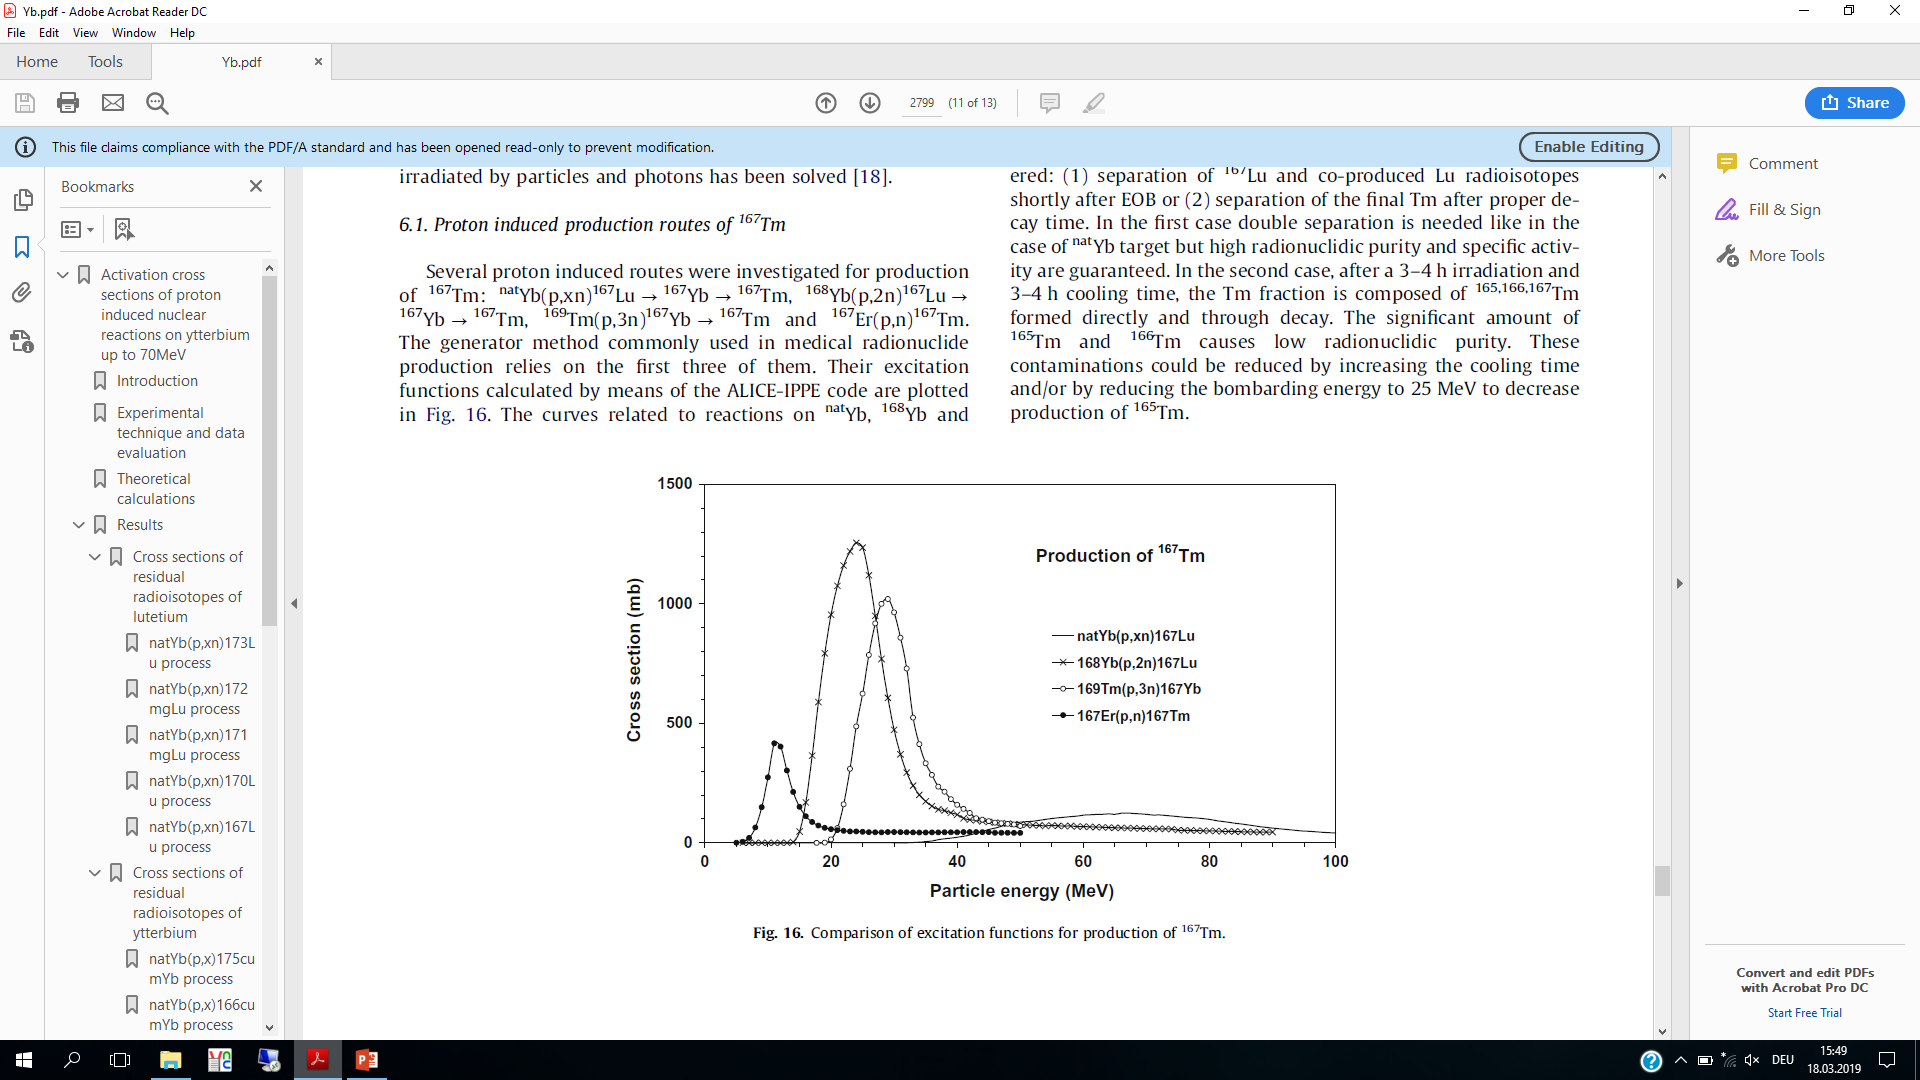 Yb.pdf - Adobe Acrobat Reader DC
File Edit View Window Help
Home Tools Yb.pdf
2799 (11 of 13)
Share
This file claims compliance with the PDF/A standard and has been opened read-only to prevent modification.
Enable Editing
Bookmarks
Activation cross
sections of proton
induced nuclear
reactions on ytterbium
up to 70MeV
Introduction
Experimental
technique and data
evaluation
Theoretical
calculations
Results
Cross sections of
residual
radioisotopes of
lutetium
natYb(p,xn)173L
u process
natYb(p,xn)172
mgLu process
natYb(p,xn)171
mgLu process
natYb(p,xn)170L
u process
natYb(p,xn)167L
u process
Cross sections of
residual
radioisotopes of
ytterbium
natYb(p,x)175cu
mYb process
natYb(p,x)166cu
mYb process
irradiated by particles and photons has been solved [18].
6.1. Proton induced production routes of ¹⁶⁷Tm
Several proton induced routes were investigated for production
of ¹⁶⁷Tm: ⁿᵃᵗYb(p,xn)¹⁶⁷Lu → ¹⁶⁷Yb → ¹⁶⁷Tm, ¹⁶⁸Yb(p,2n)¹⁶⁷Lu →
¹⁶⁷Yb → ¹⁶⁷Tm, ¹⁶⁹Tm(p,3n)¹⁶⁷Yb → ¹⁶⁷Tm and ¹⁶⁷Er(p,n)¹⁶⁷Tm.
The generator method commonly used in medical radionuclide
production relies on the first three of them. Their excitation
functions calculated by means of the ALICE-IPPE code are plotted
in Fig. 16. The curves related to reactions on ⁿᵃᵗYb, ¹⁶⁸Yb and
ered: (1) separation of ¹⁶⁷Lu and co-produced Lu radioisotopes
shortly after EOB or (2) separation of the final Tm after proper de-
cay time. In the first case double separation is needed like in the
case of ⁿᵃᵗYb target but high radionuclidic purity and specific activ-
ity are guaranteed. In the second case, after a 3–4 h irradiation and
3–4 h cooling time, the Tm fraction is composed of ¹⁶⁵,¹⁶⁶,¹⁶⁷Tm
formed directly and through decay. The significant amount of
¹⁶⁵Tm and ¹⁶⁶Tm causes low radionuclidic purity. These
contaminations could be reduced by increasing the cooling time
and/or by reducing the bombarding energy to 25 MeV to decrease
production of ¹⁶⁵Tm.
1500
1000
500
0
Cross section (mb)
Production of ¹⁶⁷Tm
natYb(p,xn)167Lu
168Yb(p,2n)167Lu
169Tm(p,3n)167Yb
167Er(p,n)167Tm
0 20 40 60 80 100
Particle energy (MeV)
Fig. 16. Comparison of excitation functions for production of ¹⁶⁷Tm.
Comment
Fill & Sign
More Tools
Convert and edit PDFs
with Acrobat Pro DC
Start Free Trial
DEU
15:49
18.03.2019